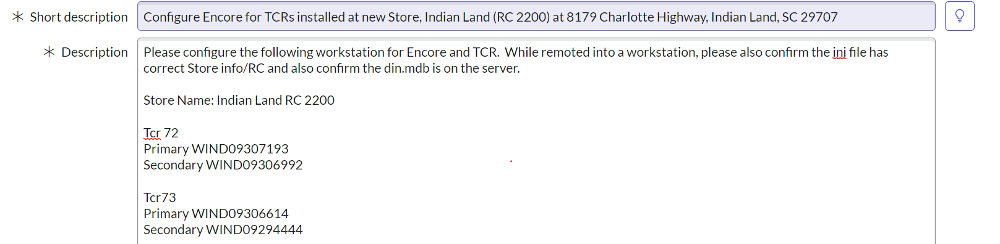 Short description
Configure Encore for TCRs installed at new Store, Indian Land (RC 2200) at 8179 Charlotte Highway, Indian Land, SC 29707
Description
Please configure the following workstation for Encore and TCR.  While remoted into a workstation, please also confirm the ini file has
correct Store info/RC and also confirm the din.mdb is on the server.
Store Name: Indian Land RC 2200
Tcr 72
Primary WIND09307193
Secondary WIND09306992
Tcr73
Primary WIND09306614
Secondary WIND09294444